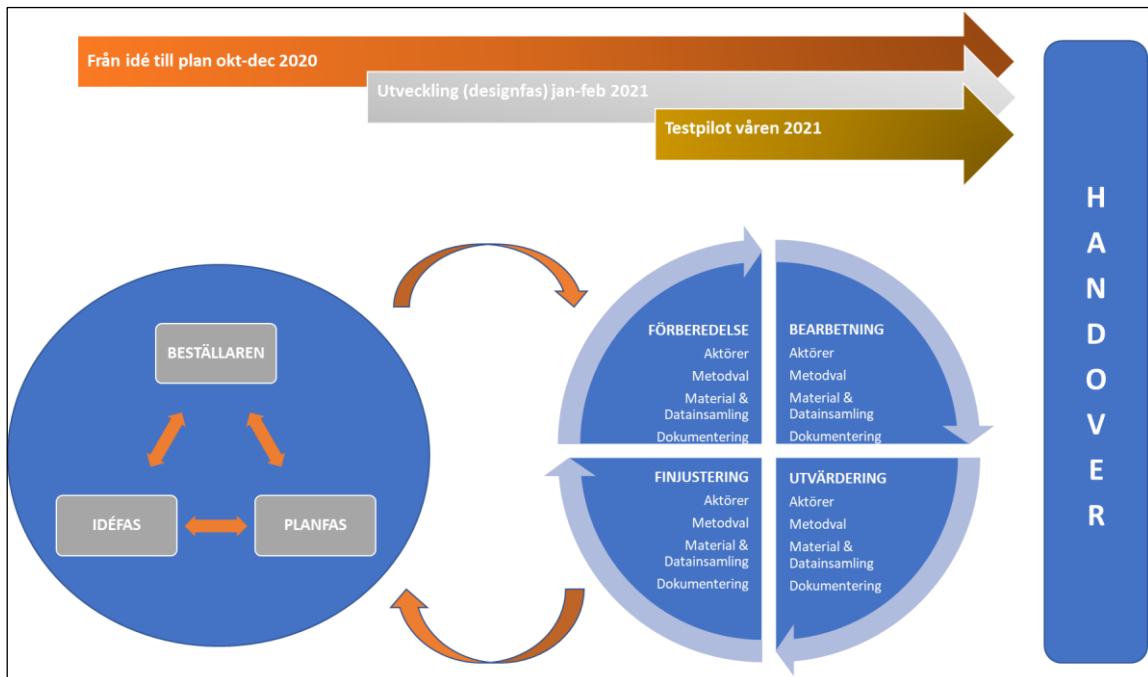 Från idé till plan okt-dec 2020
Utveckling (designfas) jan-feb 2021
Testpilot våren 2021
BESTÄLLAREN
IDÉFAS
PLANFAS
FÖRBEREDELSE
Aktörer
Metodval
Material &
Datainsamling
Dokumentering
BEARBETNING
Aktörer
Metodval
Material &
Datainsamling
Dokumentering
FINJUSTERING
Aktörer
Metodval
Material &
Datainsamling
Dokumentering
UTVÄRDERING
Aktörer
Metodval
Material &
Datainsamling
Dokumentering
H
A
N
D
O
V
E
R